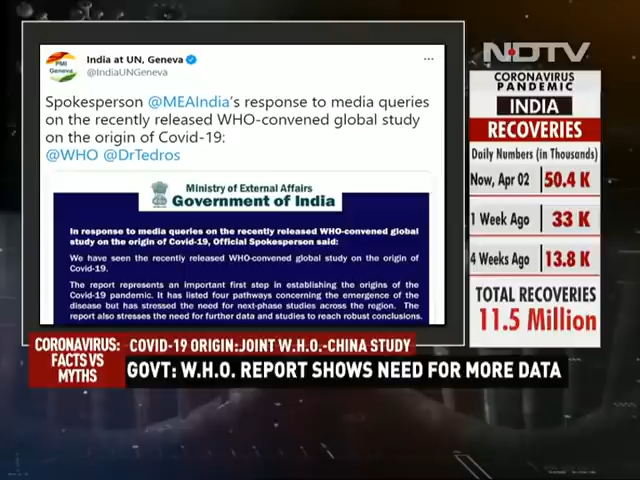 India at UN, Geneva
@IndiaUNGeneva
PMI
Geneva
...
Spokesperson @MEAIndia's response to media queries
on the recently released WHO-convened global study
on the origin of Covid-19:
@WHO @DrTedros
Ministry of External Affairs
Government of India
In response to media queries on the recently released WHO-convened global
study on the origin of Covid-19, Official Spokesperson said:
We have seen the recently released WHO-convened global study on the origin of
Covid-19.
The report represents an important first step in establishing the origins of the
Covid-19 pandemic. It has listed four pathways concerning the emergence of the
disease but has stressed the need for next-phase studies across the region. The
report also stresses the need for further data and studies to reach robust conclusions.
NDTV
CORONAVIRUS
PANDEMIC
INDIA
RECOVERIES
Daily Numbers (in Thousands)
Now, Apr 02 50.4 K
1 Week Ago 33 K
4 Weeks Ago 13.8 K
TOTAL RECOVERIES
11.5 Million
CORONAVIRUS:
FACTS VS
MYTHS
COVID-19 ORIGIN:JOINT W.H.O.-CHINA STUDY
GOVT: W.H.O. REPORT SHOWS NEED FOR MORE DATA